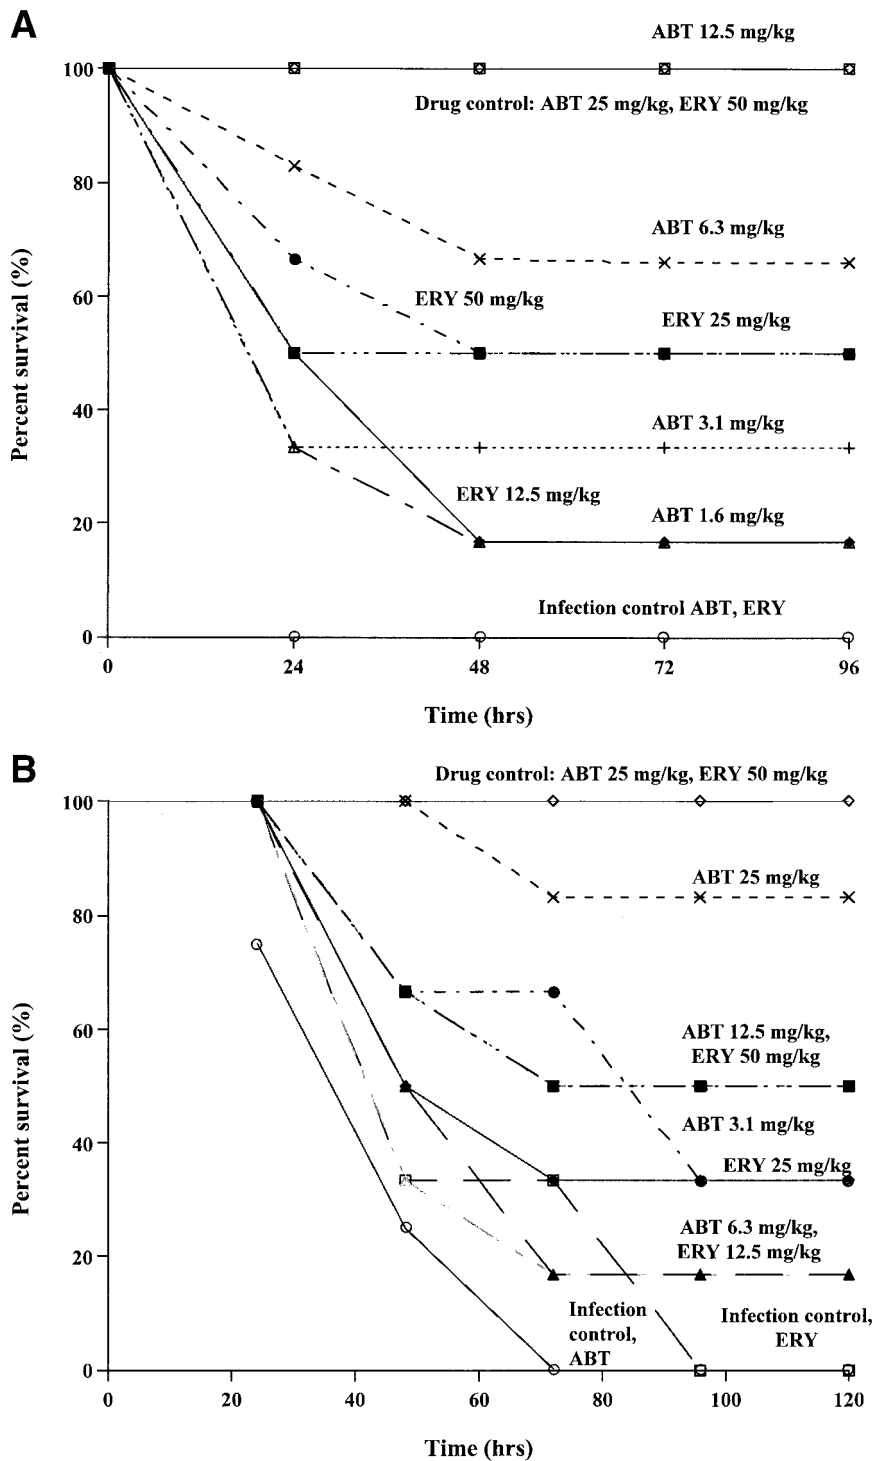 A
ABT 12.5 mg/kg
100
Drug control: ABT 25 mg/kg, ERY 50 mg/kg
80
ABT 6.3 mg/kg
60
ERY 50 mg/kg
ERY 25 mg/kg
Percent survival (%)
40
ABT 3.1 mg/kg
ERY 12.5 mg/kg
20
ABT 1.6 mg/kg
Infection control ABT, ERY
0
0 24 48 72 96
Time (hrs)
B
Drug control: ABT 25 mg/kg, ERY 50 mg/kg
100
ABT 25 mg/kg
80
60
ABT 12.5 mg/kg,
ERY 50 mg/kg
Percent survival (%)
ABT 3.1 mg/kg
40
ERY 25 mg/kg
ABT 6.3 mg/kg,
ERY 12.5 mg/kg
20
Infection
control,
ABT
Infection control,
ERY
0
0 20 40 60 80 100 120
Time (hrs)